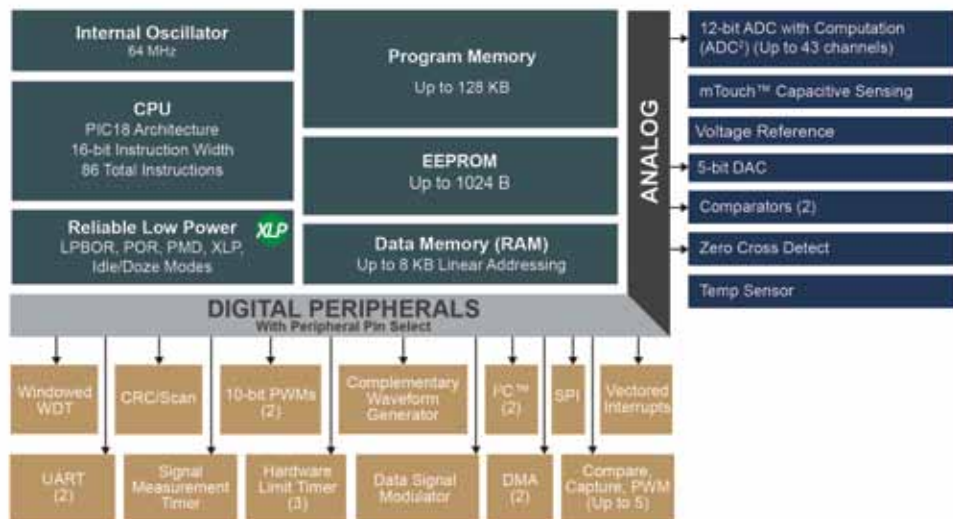 Internal Oscillator
64 MHz
CPU
PIC18 Architecture
16-bit Instruction Width
86 Total Instructions
Reliable Low Power
XLP
LPBOR, POR, PMD, XLP,
Idle/Doze Modes
Program Memory
Up to 128 KB
EEPROM
Up to 1024 B
Data Memory (RAM)
Up to 8 KB Linear Addressing
ANALOG
12-bit ADC with Computation
(ADC²) (Up to 43 channels)
mTouch™ Capacitive Sensing
Voltage Reference
5-bit DAC
Comparators (2)
Zero Cross Detect
Temp Sensor
DIGITAL PERIPHERALS
With Peripheral Pin Select
Windowed
WDT
CRC/Scan
10-bit PWMs
(2)
Complementary
Waveform
Generator
I²C™
(2)
SPI
Vectored
Interrupts
UART
(2)
Signal
Measurement
Timer
Hardware
Limit Timer
(3)
Data Signal
Modulator
DMA
(2)
Compare,
Capture, PWM
(Up to 5)